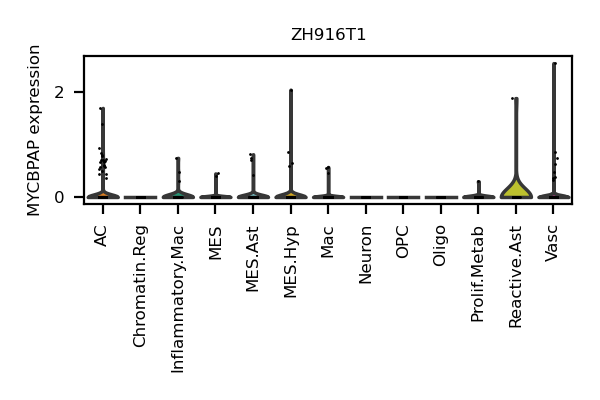 ZH916T1
MYCBPAP expression
2
0
AC
Chromatin.Reg
Inflammatory.Mac
MES
MES.Ast
MES.Hyp
Mac
Neuron
OPC
Oligo
Prolif.Metab
Reactive.Ast
Vasc